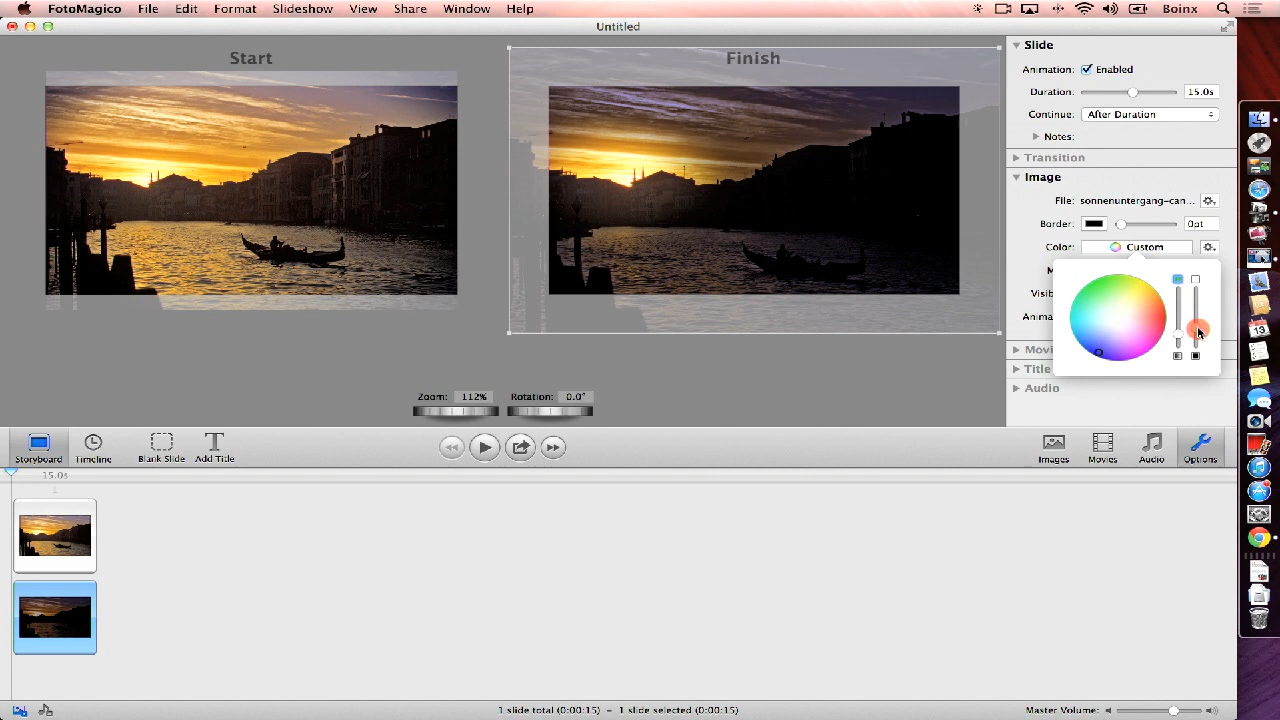 FotoMagico File Edit Format Slideshow View Share Window Help Boinx
Untitled
Start
Finish
Slide
Animation: Enabled
Duration: 15.0s
Continue: After Duration
Notes:
Transition
Image
File: sonnenuntergang-can...
Border: 0pt
Color: Custom
M
Visib
Anima
Movi
Title
Audio
Zoom: 112% Rotation: 0.0°
Storyboard Timeline Blank Slide Add Title
Images Movies Audio Options
15.0s
1
1 slide total (0:00:15) – 1 slide selected (0:00:15)
Master Volume: